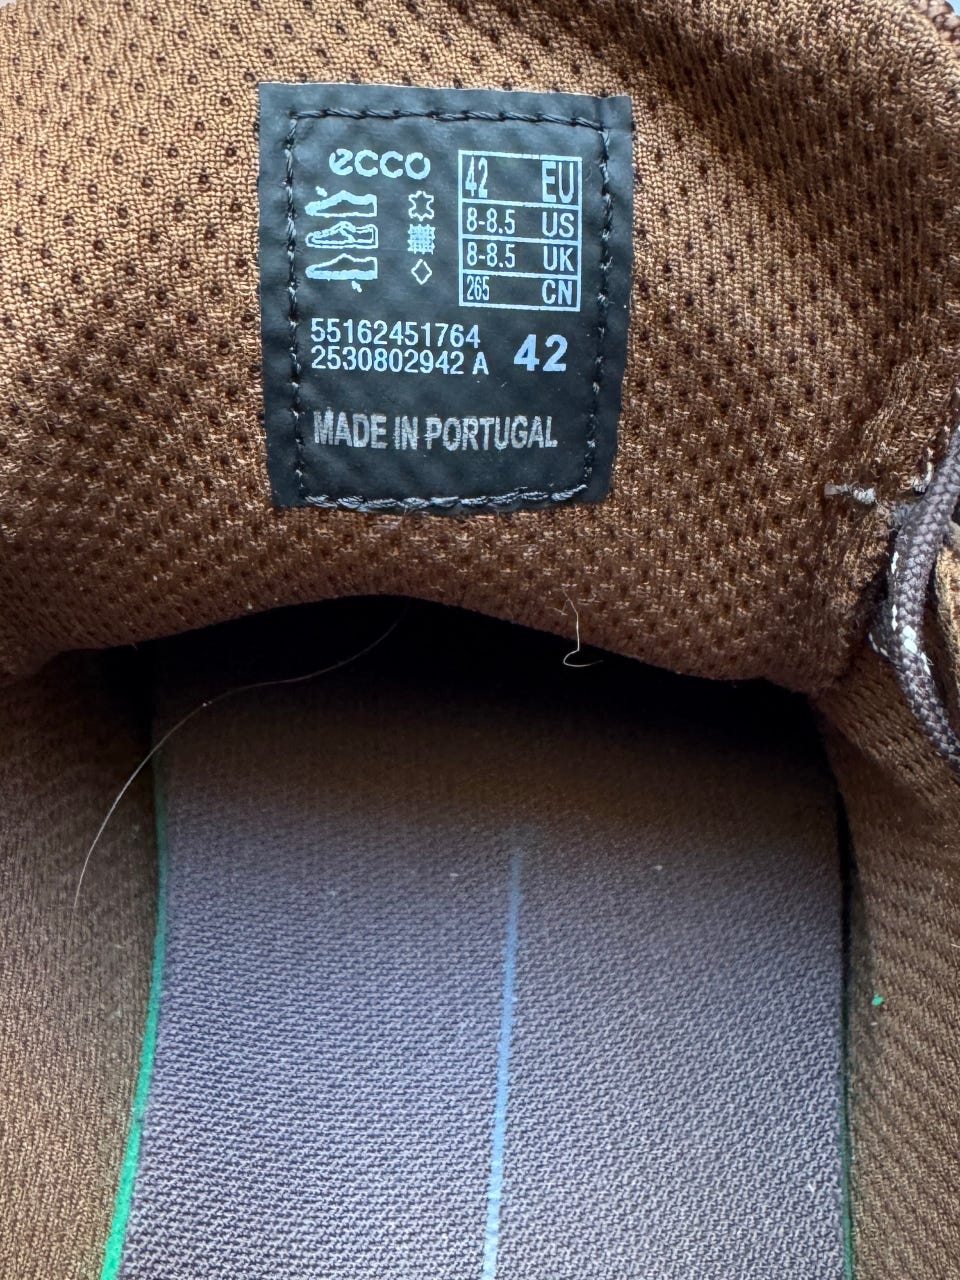 ecco
42 EU
8-8.5 US
8-8.5 UK
265 CN
55162451764
2530802942 A 42
MADE IN PORTUGAL